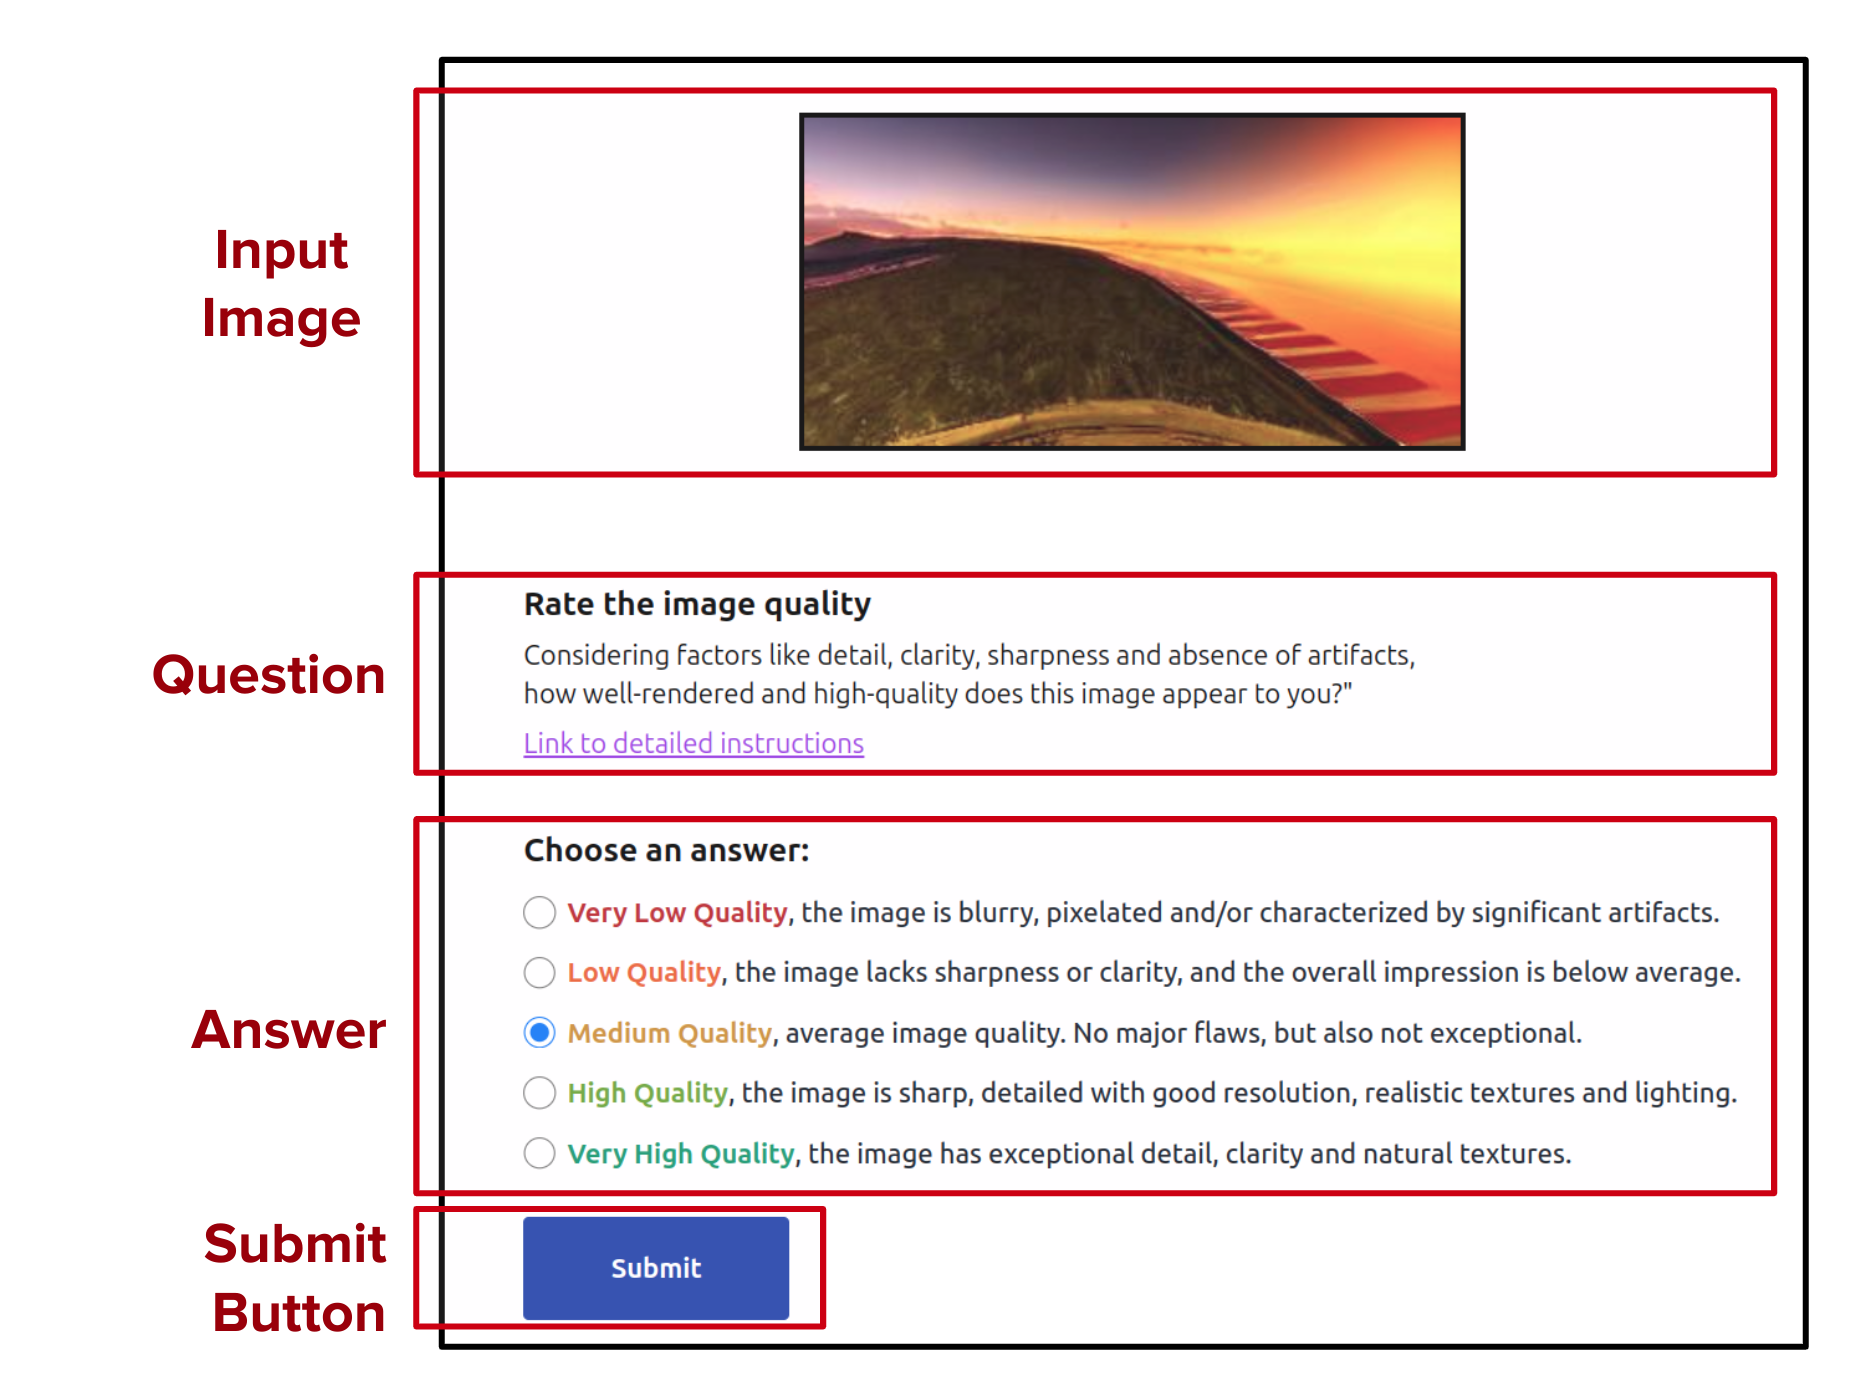 Input
Image
Question
Rate the image quality
Considering factors like detail, clarity, sharpness and absence of artifacts,
how well-rendered and high-quality does this image appear to you?"
Link to detailed instructions
Answer
Choose an answer:
Very Low Quality, the image is blurry, pixelated and/or characterized by significant artifacts.
Low Quality, the image lacks sharpness or clarity, and the overall impression is below average.
Medium Quality, average image quality. No major flaws, but also not exceptional.
High Quality, the image is sharp, detailed with good resolution, realistic textures and lighting.
Very High Quality, the image has exceptional detail, clarity and natural textures.
Submit
Button
Submit